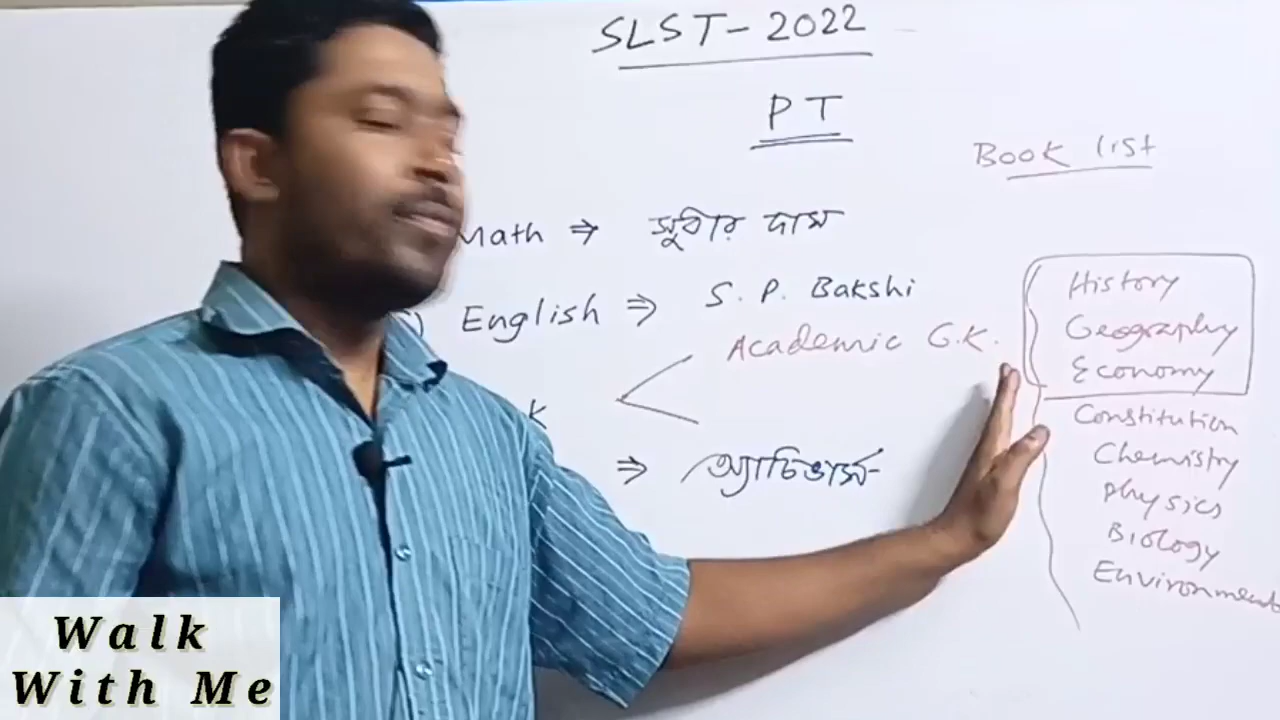 SLST-2022
PT
Book list
Math ⇒ সুবীর দাস
English ⇒ S. P. Bakshi
Academic G.K.
K
⇒ অ্যাচিভার্স
History
Geography
Economy
Constitution
Chemistry
Physics
Biology
Environment
Walk
With Me